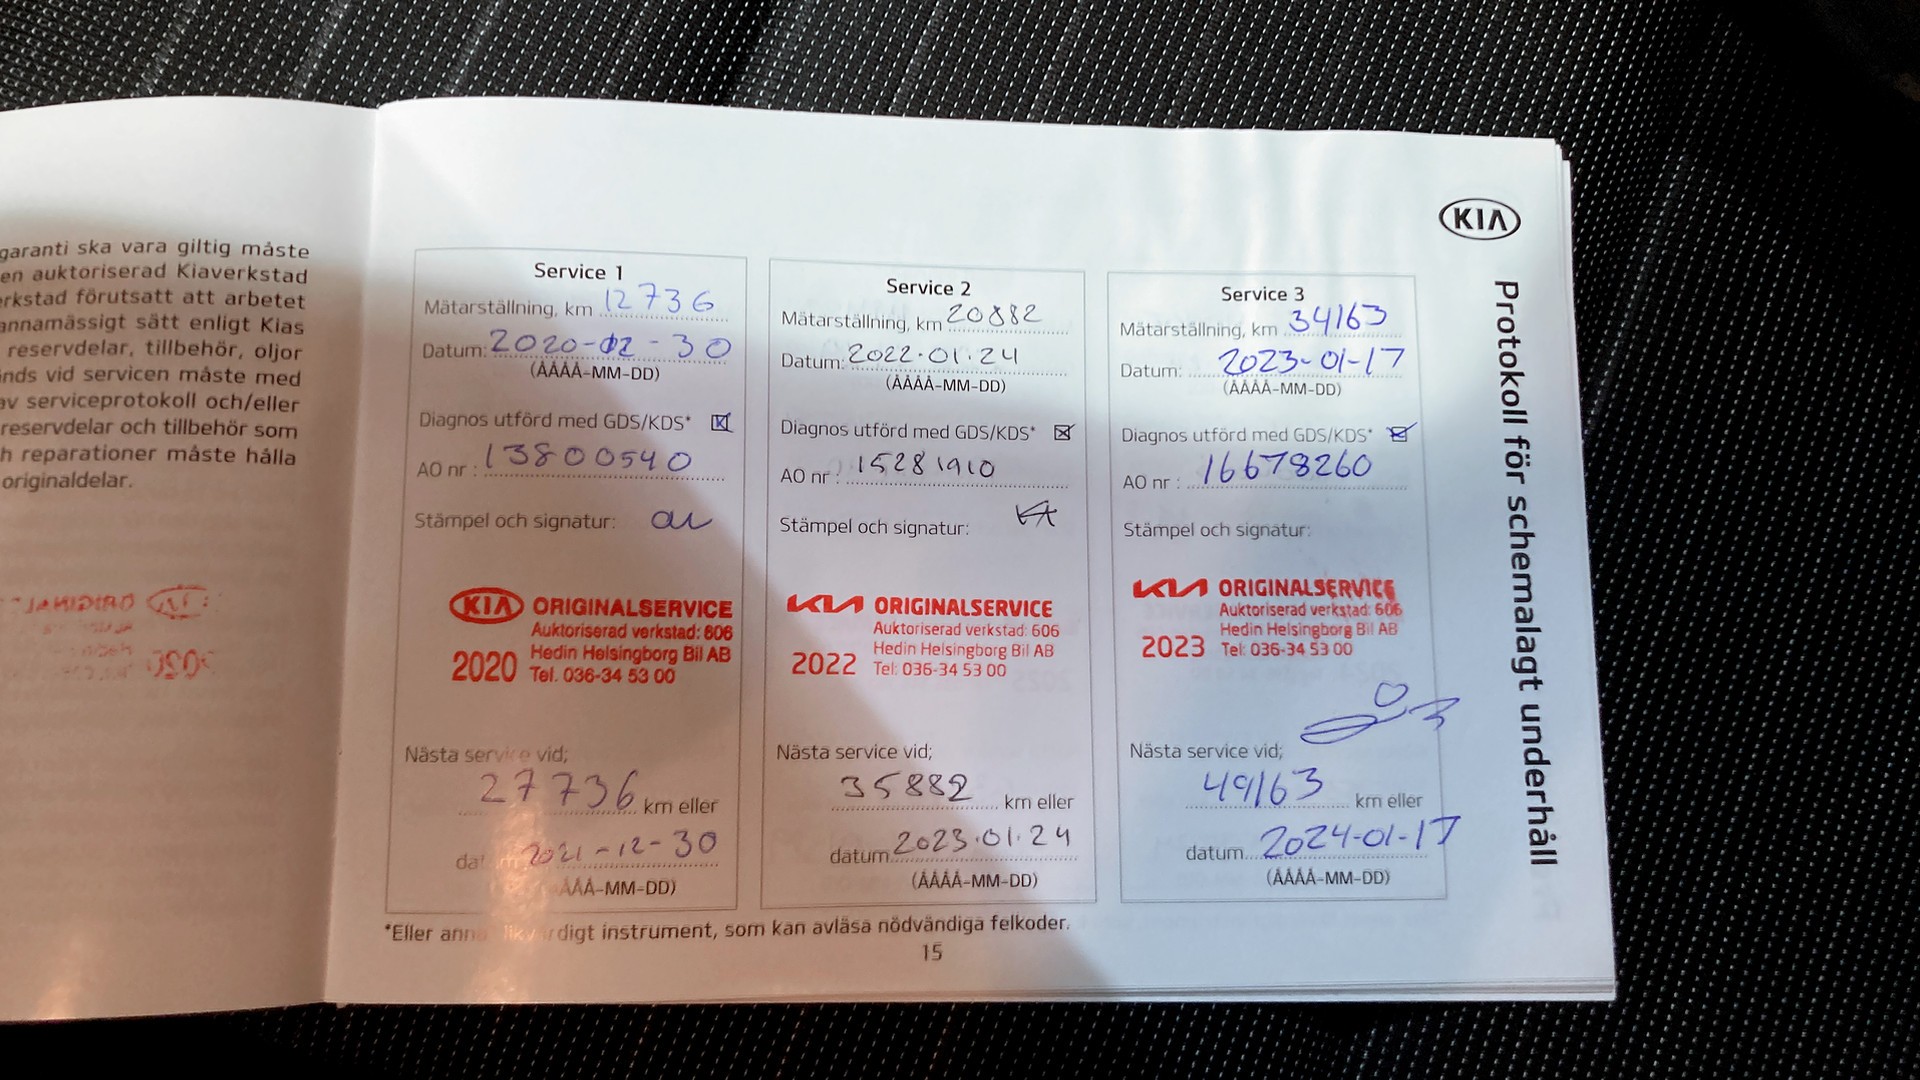 garanti ska vara giltig måste
en auktoriserad Kiaverkstad
rkstad förutsatt att arbetet
annamässigt sätt enligt Kias
reservdelar, tillbehör, oljor
nds vid servicen måste med
av serviceprotokoll och/eller
reservdelar och tillbehör som
h reparationer måste hålla
originaldelar.
KIA
Protokoll för schemalagt underhåll
Service 1
Mätarställning, km 12736
Datum: 2020-12-30
(ÅÅÅÅ-MM-DD)
Diagnos utförd med GDS/KDS*
AO nr : 13800540
Stämpel och signatur:
KIA ORIGINALSERVICE
Auktoriserad verkstad: 606
Hedin Helsingborg Bil AB
2020 Tel. 036-34 53 00
Nästa service vid;
27736 km eller
2021-12-30
(ÅÅÅÅ-MM-DD)
Service 2
Mätarställning, km 20882
Datum: 2022.01.24
(ÅÅÅÅ-MM-DD)
Diagnos utförd med GDS/KDS*
AO nr : 15281910
Stämpel och signatur:
KIA ORIGINALSERVICE
Auktoriserad verkstad: 606
Hedin Helsingborg Bil AB
2022 Tel: 036-34 53 00
Nästa service vid;
35882 km eller
datum 2023.01.24
(ÅÅÅÅ-MM-DD)
Service 3
Mätarställning, km 34163
Datum: 2023-01-17
(ÅÅÅÅ-MM-DD)
Diagnos utförd med GDS/KDS*
AO nr : 16678260
Stämpel och signatur:
KIA ORIGINALSERVICE
Auktoriserad verkstad: 606
Hedin Helsingborg Bil AB
2023 Tel: 036-34 53 00
Nästa service vid;
49163 km eller
datum 2024-01-17
(ÅÅÅÅ-MM-DD)
*Eller digt instrument, som kan avläsa nödvändiga felkoder.
15